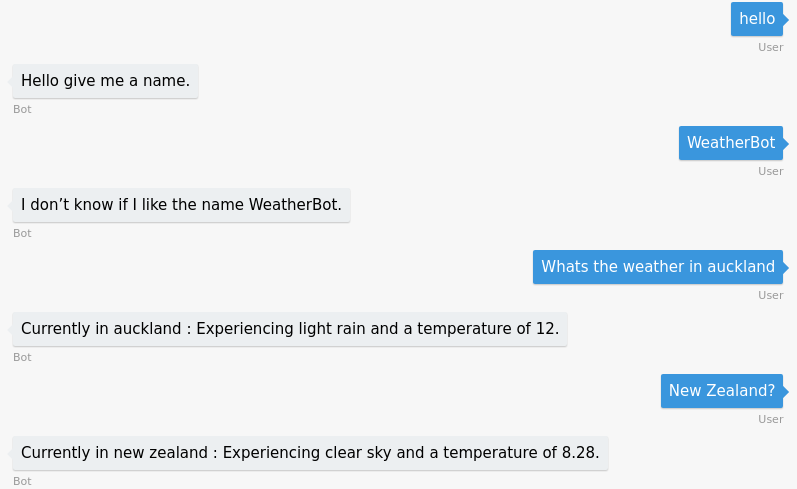 hello
User
Hello give me a name.
Bot
WeatherBot
User
I don’t know if I like the name WeatherBot.
Bot
Whats the weather in auckland
User
Currently in auckland : Experiencing light rain and a temperature of 12.
Bot
New Zealand?
User
Currently in new zealand : Experiencing clear sky and a temperature of 8.28.
Bot